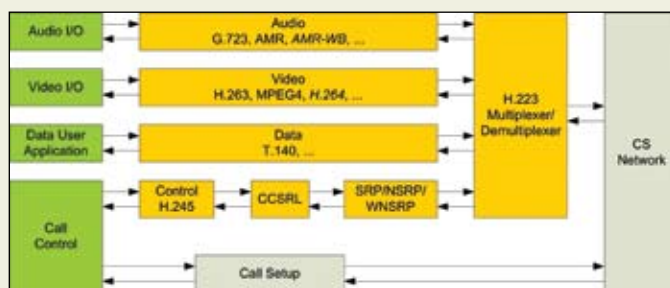 Audio I/O
Audio
G.723, AMR, AMR-WB, ...
Video I/O
Video
H.263, MPEG4, H.264, ...
H.223
Multiplexer/
Demultiplexer
Data User
Application
Data
T.140, ...
CS
Network
Call
Control
Control
H.245
CCSRL
SRP/NSRP/
WNSRP
Call Setup